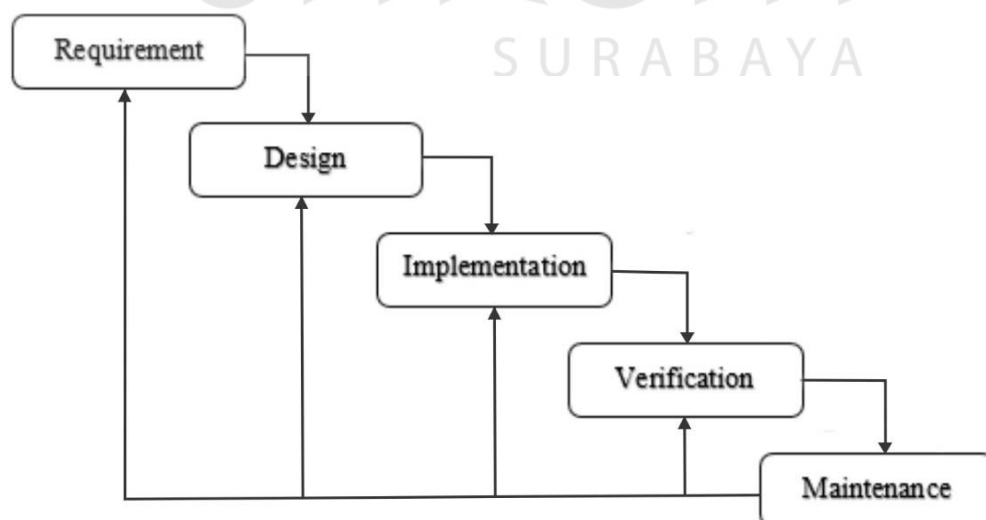 SURABAYA
Requirement
Design
Implementation
Verification
Maintenance